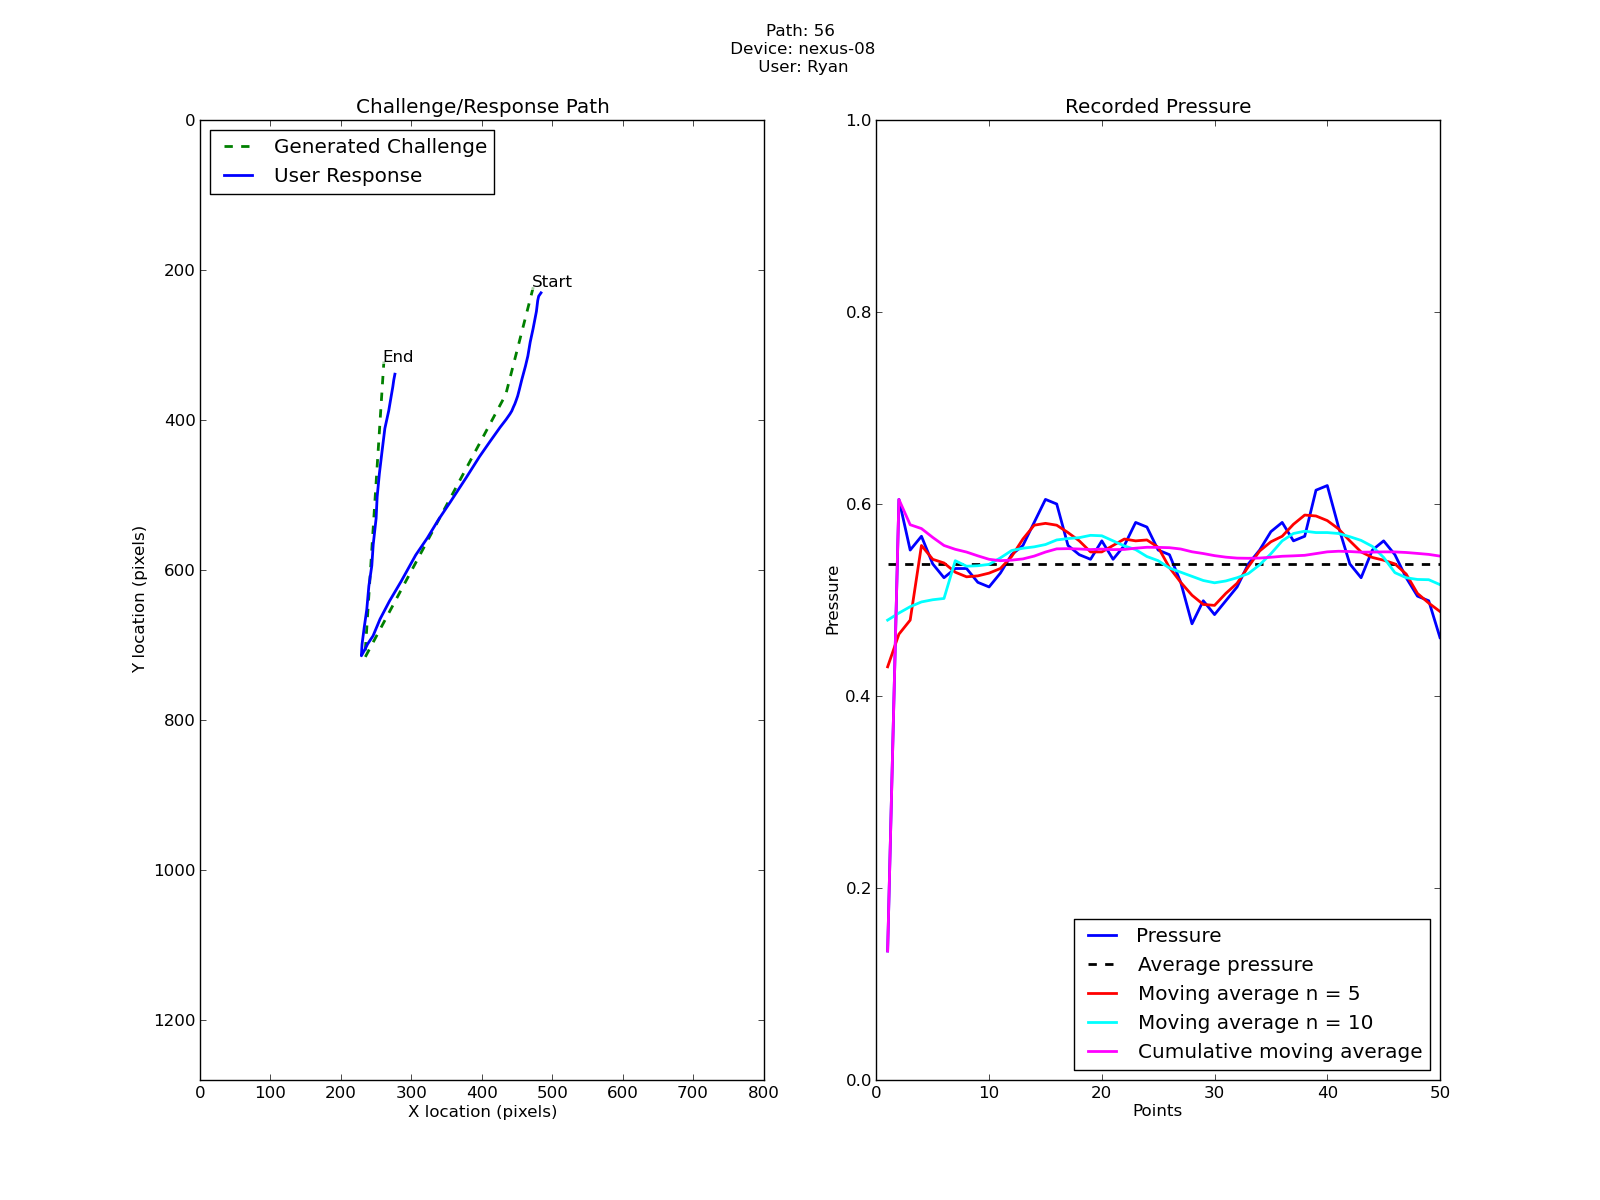 Path: 56
Device: nexus-08
User: Ryan
Challenge/Response Path
0
200
400
600
800
1000
1200
Y location (pixels)
Generated Challenge
User Response
Start
End
0 100 200 300 400 500 600 700 800
X location (pixels)
Recorded Pressure
1.0
0.8
0.6
0.4
0.2
0.0
Pressure
Pressure
Average pressure
Moving average n = 5
Moving average n = 10
Cumulative moving average
0 10 20 30 40 50
Points